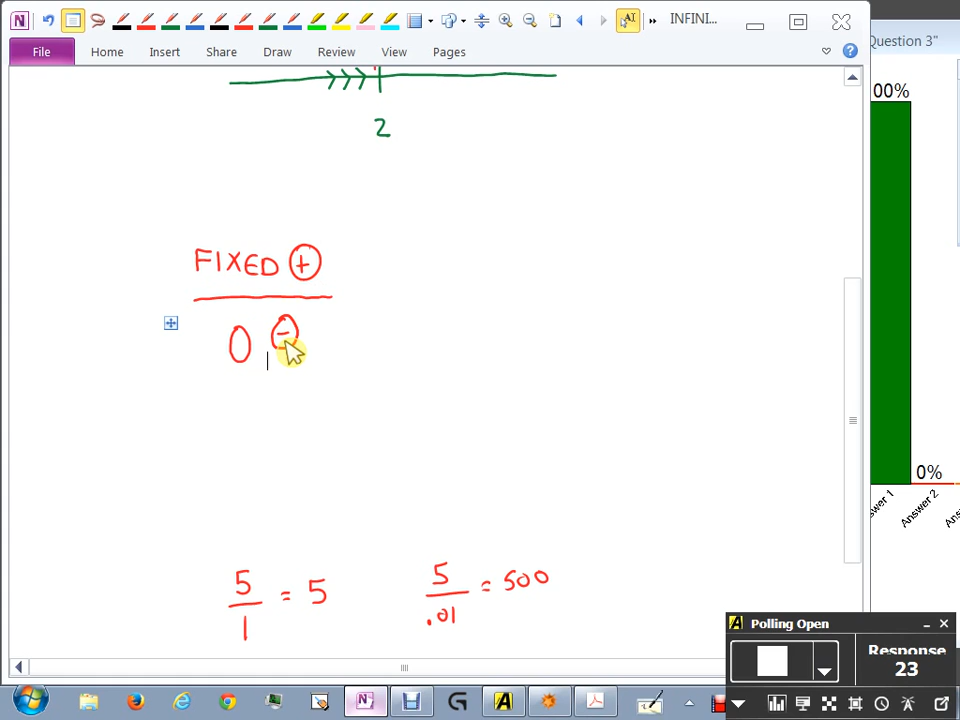 INFINI...
Question 3"
File Home Insert Share Draw Review View Pages
00%
2
FIXED +
0 -
0%
swer 1
Answer 2
5/1 = 5
5/.01 = 500
Polling Open
Response
23